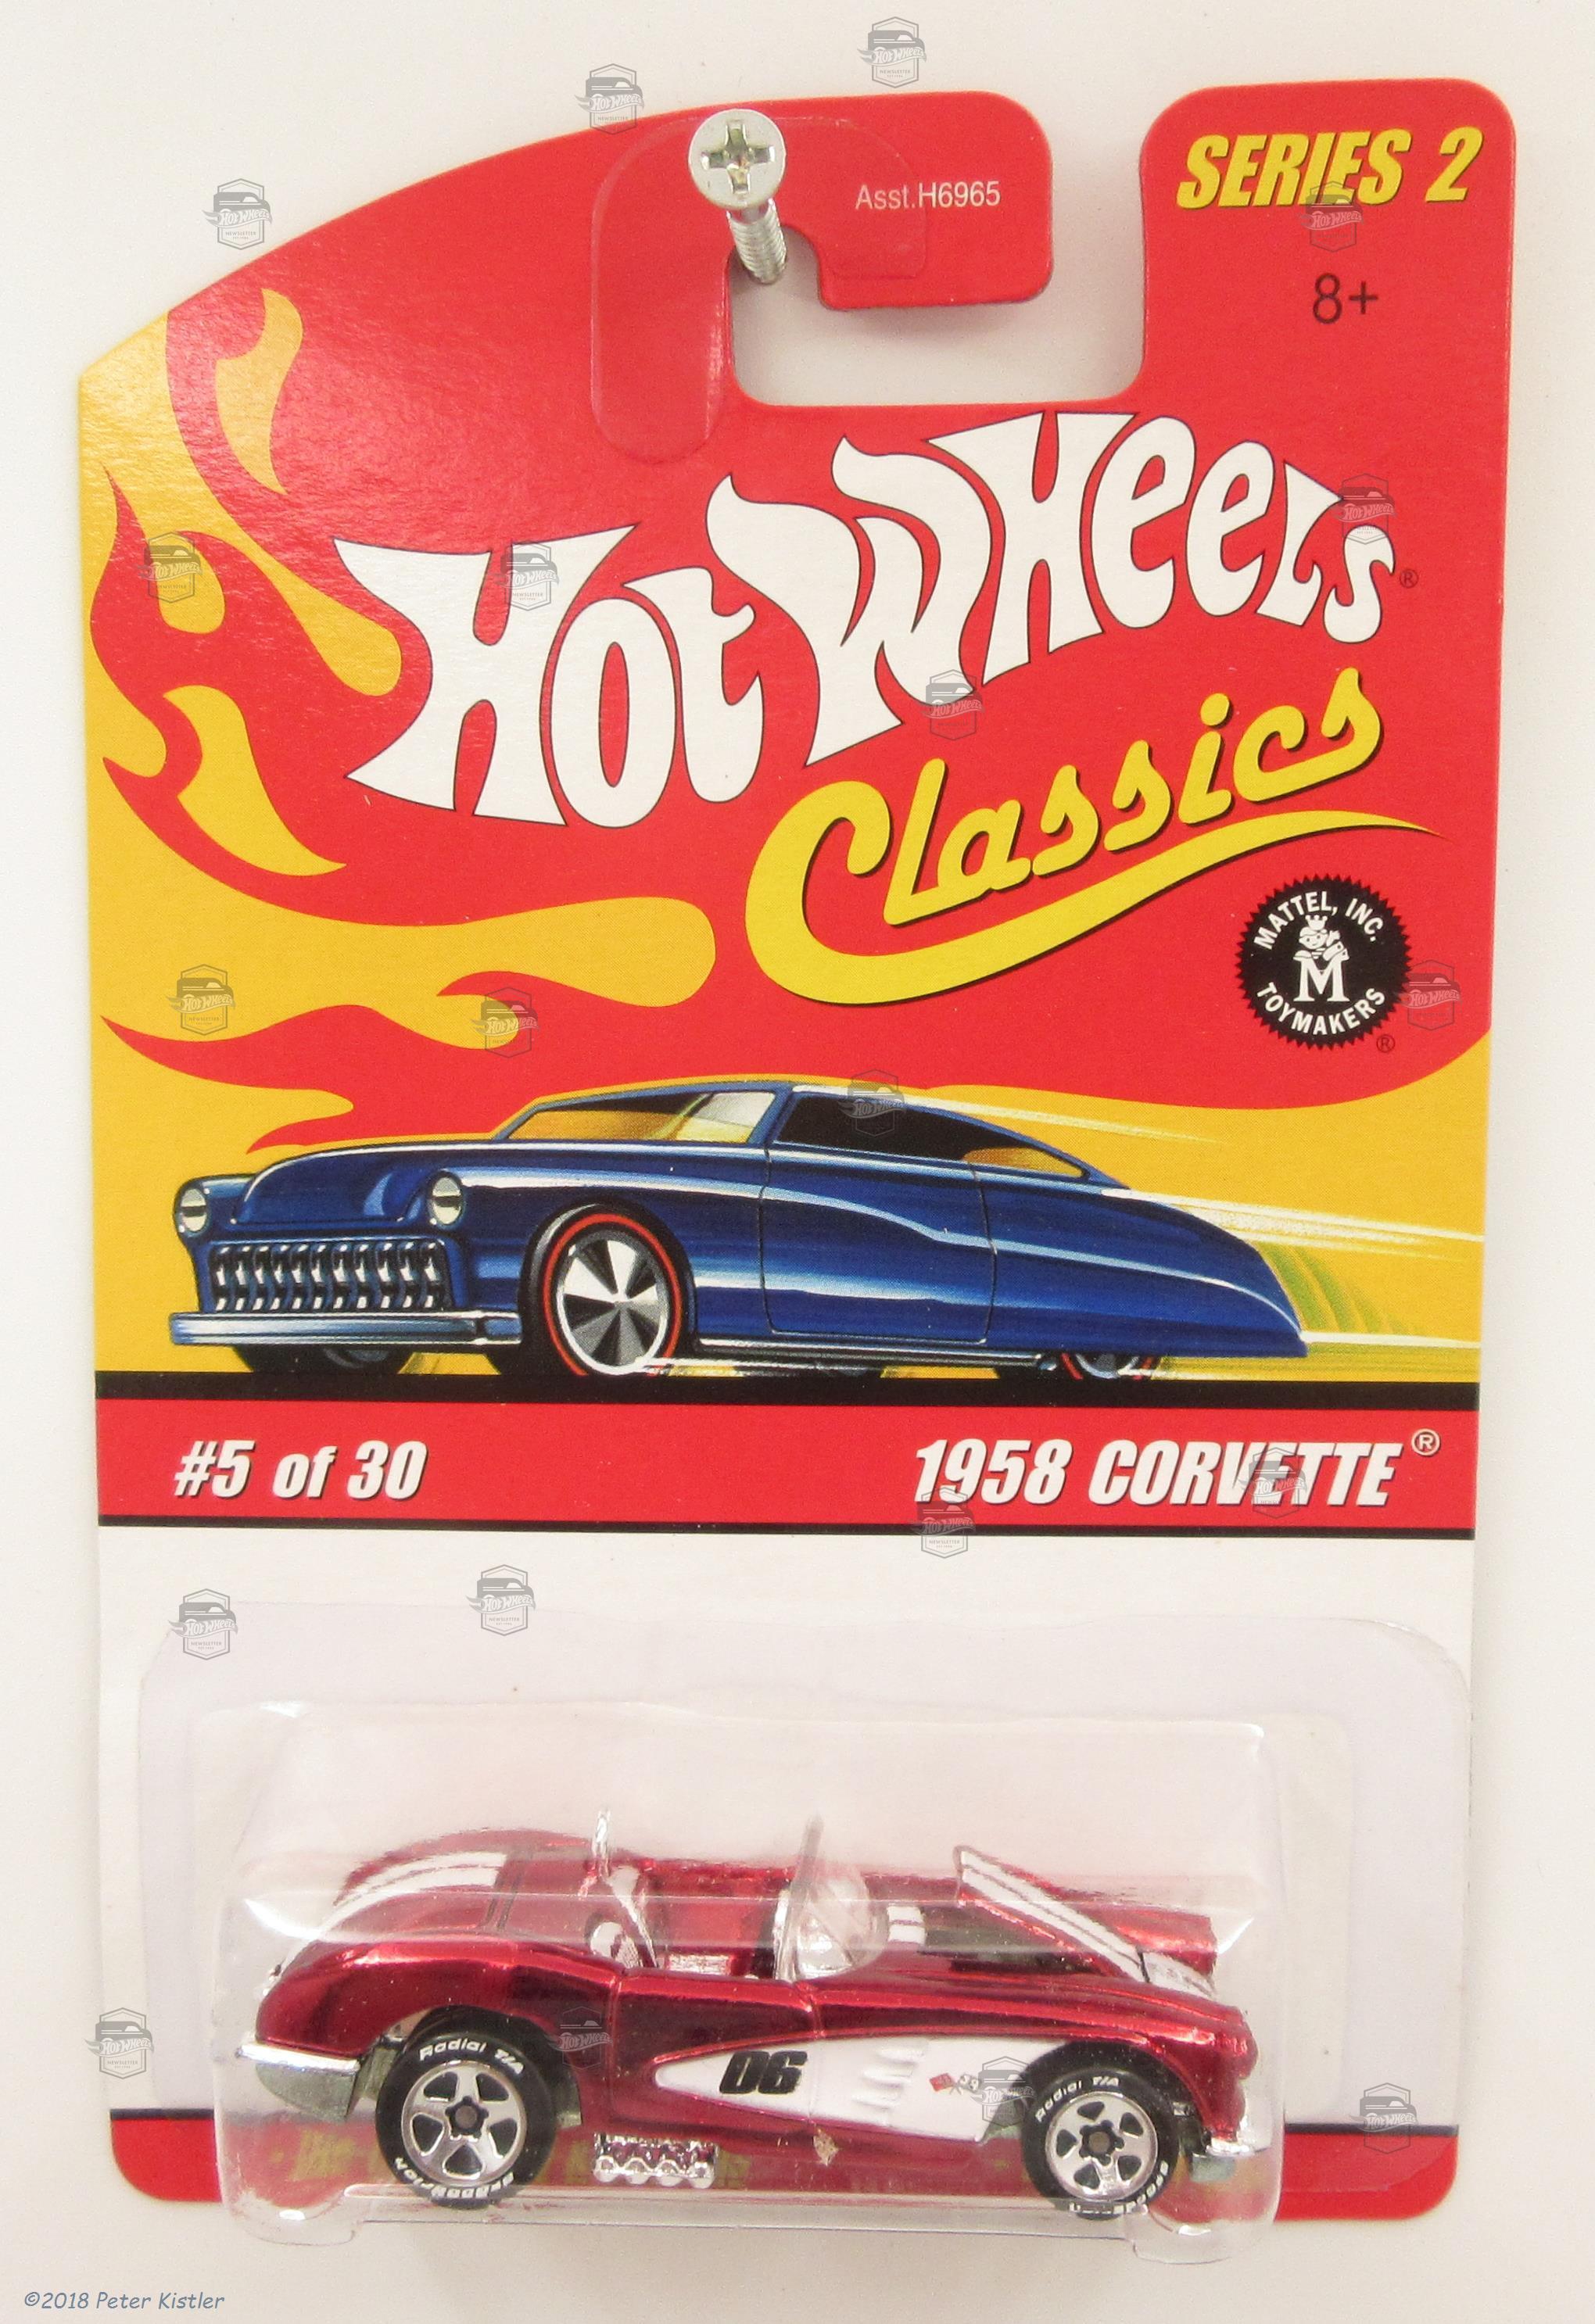 SERIES 2
Asst.H6965
8+
Hot Wheels®
Classics
MATTEL, INC.
M
TOYMAKERS
®
#5 of 30
1958 CORVETTE®
Radial T/A
06
Radial T/A
©2018 Peter Kistler